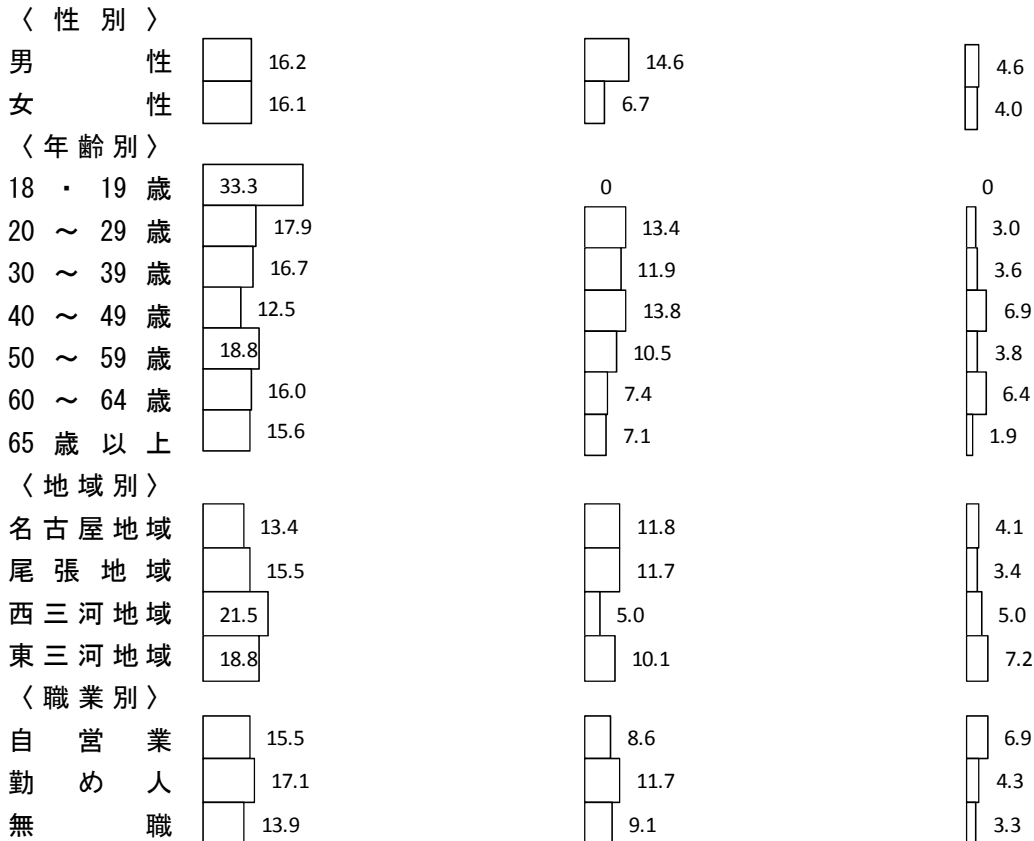 〈 性 別 〉
男 性 16.2 14.6 4.6
女 性 16.1 6.7 4.0
〈 年 齢 別 〉
18 ・ 19 歳 33.3 0 0
20 ～ 29 歳 17.9 13.4 3.0
30 ～ 39 歳 16.7 11.9 3.6
40 ～ 49 歳 12.5 13.8 6.9
50 ～ 59 歳 18.8 10.5 3.8
60 ～ 64 歳 16.0 7.4 6.4
65 歳 以 上 15.6 7.1 1.9
〈 地 域 別 〉
名 古 屋 地 域 13.4 11.8 4.1
尾 張 地 域 15.5 11.7 3.4
西 三 河 地 域 21.5 5.0 5.0
東 三 河 地 域 18.8 10.1 7.2
〈 職 業 別 〉
自 営 業 15.5 8.6 6.9
勤 め 人 17.1 11.7 4.3
無 職 13.9 9.1 3.3